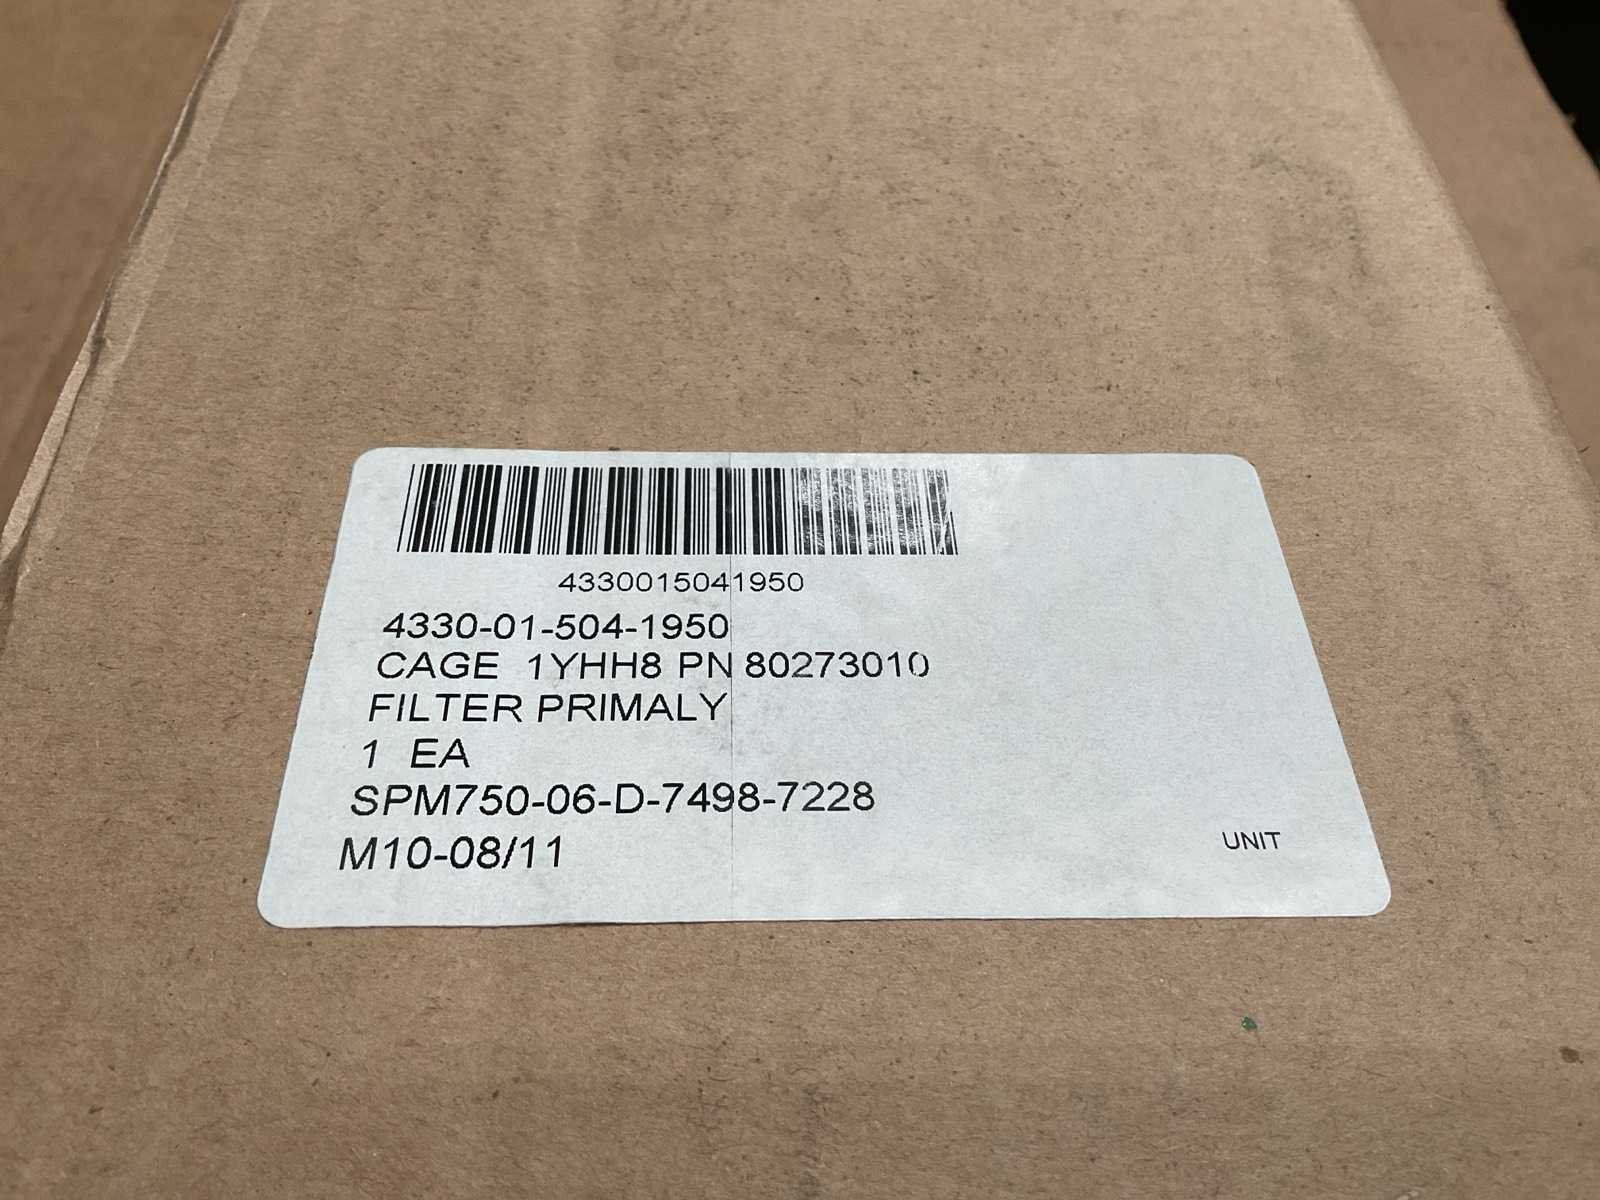 4330015041950
4330-01-504-1950
CAGE 1YHH8 PN 80273010
FILTER PRIMALY
1 EA
SPM750-06-D-7498-7228
M10-08/11
UNIT